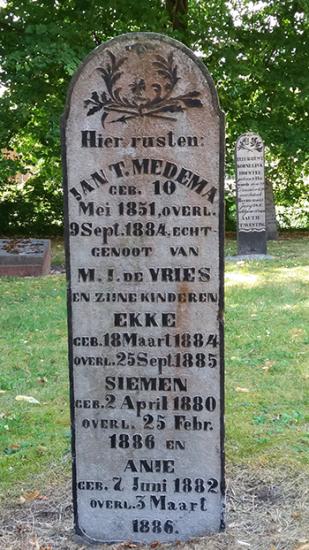 Hier rusten:
JAN T. MEDEMA
GEB. 10
Mei 1851, OVERL.
9 Sept. 1884, ECHT-
GENOOT VAN
M. J. DE VRIES
EN ZIJNE KINDEREN
EKKE
GEB. 18 Maart 1884
OVERL. 25 Sept. 1885
SIEMEN
GEB. 2 April 1880
OVERL. 25 Febr.
1886 EN
ANJE
GEB. 7 Juni 1882
OVERL. 3 Maart
1886.
HIER RUST